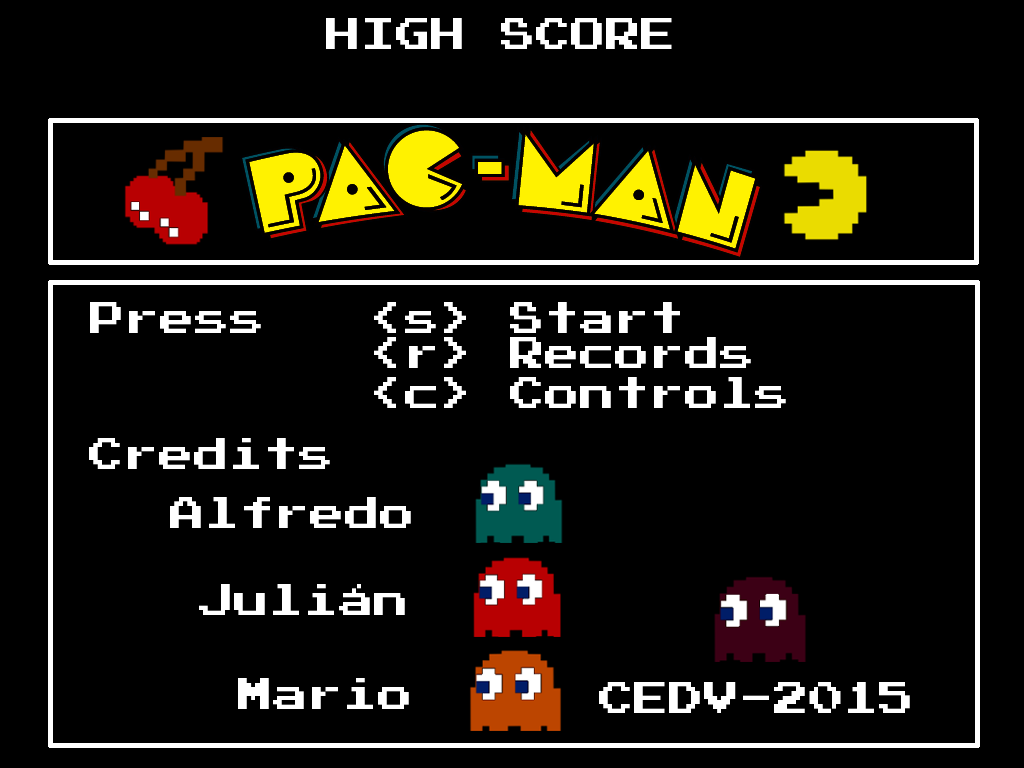 HIGH SCORE
PAC-MAN
Press {s} Start
{r} Records
{c} Controls
Credits
Alfredo
Julián
Mario
CEDV-2015